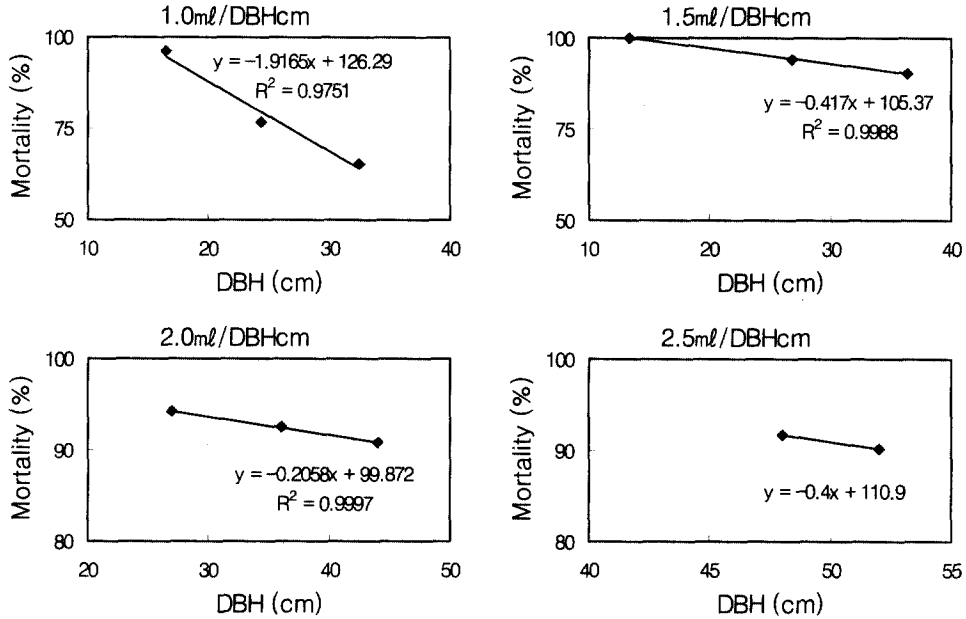 1.0mℓ/DBHcm
100
75
50
Mortality (%)
y = -1.9165x + 126.29
R² = 0.9751
10 20 30 40
DBH (cm)
1.5mℓ/DBHcm
100
75
50
Mortality (%)
y = -0.417x + 105.37
R² = 0.9988
10 20 30 40
DBH (cm)
2.0mℓ/DBHcm
100
90
80
Mortality (%)
y = -0.2058x + 99.872
R² = 0.9997
20 30 40 50
DBH (cm)
2.5mℓ/DBHcm
100
90
80
Mortality (%)
y = -0.4x + 110.9
40 45 50 55
DBH (cm)